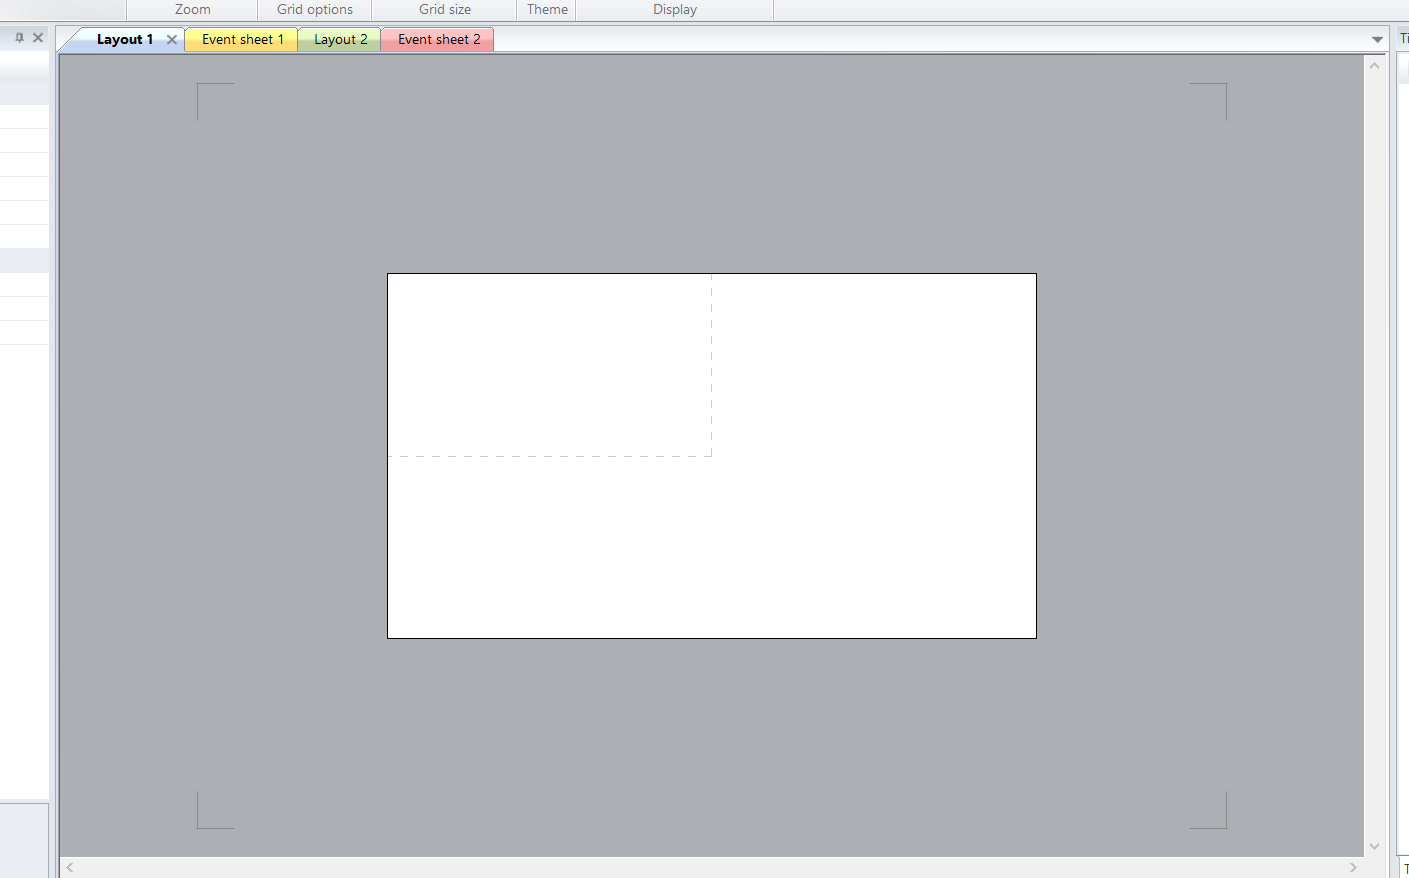 Zoom Grid options Grid size Theme Display
Layout 1 Event sheet 1 Layout 2 Event sheet 2